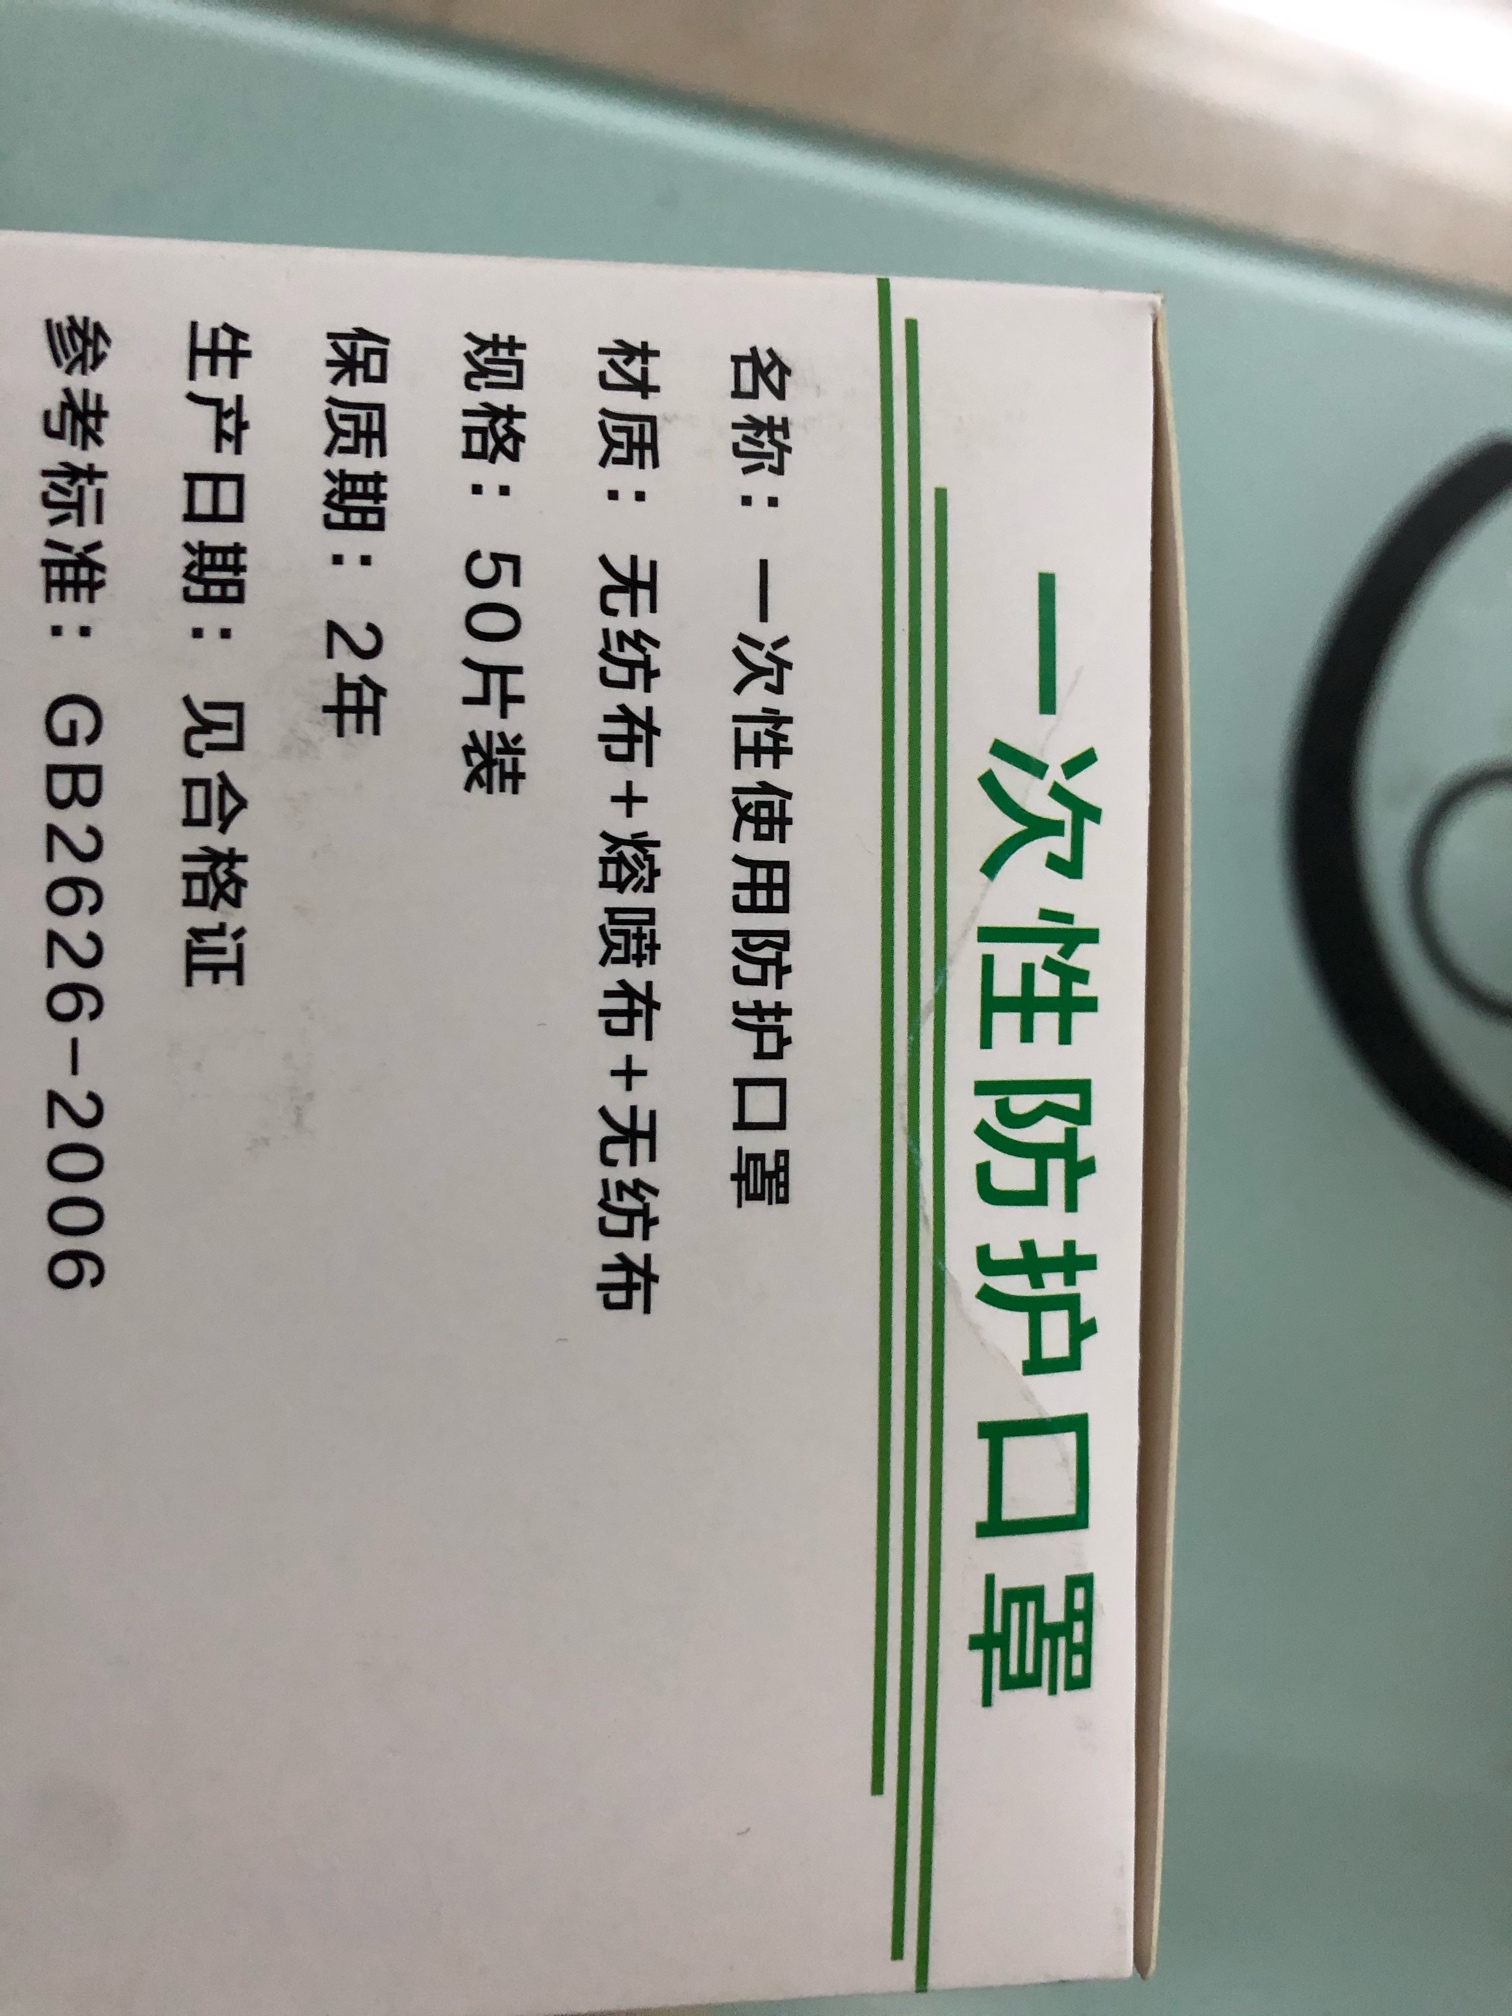 一次性防护口罩
名称：一次性使用防护口罩
材质：无纺布+熔喷布+无纺布
规格：50片装
保质期：2年
生产日期：见合格证
参考标准：GB2626-2006